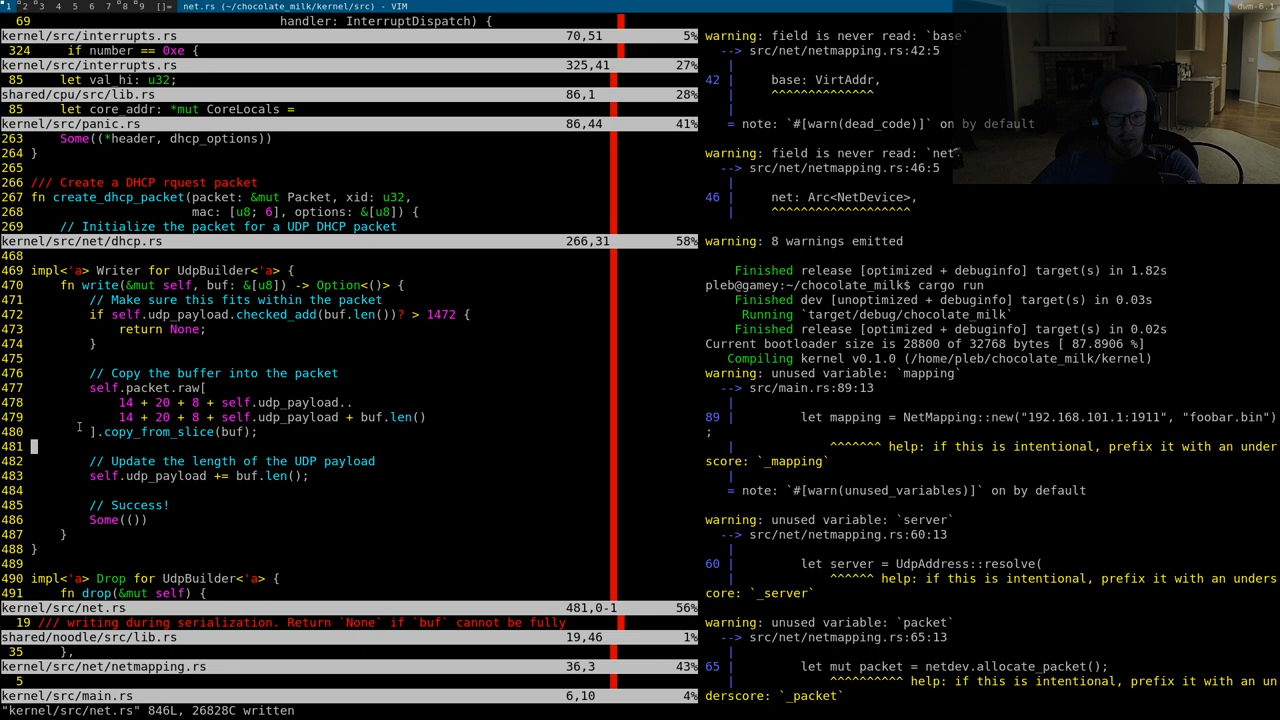 1 2 3 4 5 6 7 8 9 []= net.rs (~/chocolate_milk/kernel/src) - VIM dwm-6.1
69 handler: InterruptDispatch) {
kernel/src/interrupts.rs 70,51 5%
324 if number == 0xe {
kernel/src/interrupts.rs 325,41 27%
85 let val_hi: u32;
shared/cpu/src/lib.rs 86,1 28%
85 let core_addr: *mut CoreLocals =
kernel/src/panic.rs 86,44 41%
263 Some((*header, dhcp_options))
264 }
265
266 /// Create a DHCP rquest packet
267 fn create_dhcp_packet(packet: &mut Packet, xid: u32,
268 mac: [u8; 6], options: &[u8]) {
269 // Initialize the packet for a UDP DHCP packet
kernel/src/net/dhcp.rs 266,31 58%
468
469 impl<'a> Writer for UdpBuilder<'a> {
470 fn write(&mut self, buf: &[u8]) -> Option<()> {
471 // Make sure this fits within the packet
472 if self.udp_payload.checked_add(buf.len())? > 1472 {
473 return None;
474 }
475
476 // Copy the buffer into the packet
477 self.packet.raw[
478 14 + 20 + 8 + self.udp_payload..
479 14 + 20 + 8 + self.udp_payload + buf.len()
480 ].copy_from_slice(buf);
481
482 // Update the length of the UDP payload
483 self.udp_payload += buf.len();
484
485 // Success!
486 Some(())
487 }
488 }
489
490 impl<'a> Drop for UdpBuilder<'a> {
491 fn drop(&mut self) {
kernel/src/net.rs 481,0-1 56%
19 /// writing during serialization. Return `None` if `buf` cannot be fully
shared/noodle/src/lib.rs 19,46 1%
35 },
kernel/src/net/netmapping.rs 36,3 43%
5
kernel/src/main.rs 6,10 4%
"kernel/src/net.rs" 846L, 26828C written
warning: field is never read: `base`
--> src/net/netmapping.rs:42:5
|
42 | base: VirtAddr,
| ^^^^^^^^^^^^^^
|
= note: `#[warn(dead_code)]` on by default
warning: field is never read: `net`
--> src/net/netmapping.rs:46:5
|
46 | net: Arc<NetDevice>,
| ^^^^^^^^^^^^^^^^^^^
warning: 8 warnings emitted
Finished release [optimized + debuginfo] target(s) in 1.82s
pleb@gamey:~/chocolate_milk$ cargo run
Finished dev [unoptimized + debuginfo] target(s) in 0.03s
Running `target/debug/chocolate_milk`
Finished release [optimized + debuginfo] target(s) in 0.02s
Current bootloader size is 28800 of 32768 bytes [ 87.8906 %]
Compiling kernel v0.1.0 (/home/pleb/chocolate_milk/kernel)
warning: unused variable: `mapping`
--> src/main.rs:89:13
|
89 | let mapping = NetMapping::new("192.168.101.1:1911", "foobar.bin")
;
| ^^^^^^^ help: if this is intentional, prefix it with an under
score: `_mapping`
|
= note: `#[warn(unused_variables)]` on by default
warning: unused variable: `server`
--> src/net/netmapping.rs:60:13
|
60 | let server = UdpAddress::resolve(
| ^^^^^^ help: if this is intentional, prefix it with an unders
core: `_server`
warning: unused variable: `packet`
--> src/net/netmapping.rs:65:13
|
65 | let mut packet = netdev.allocate_packet();
| ^^^^^^^^^^ help: if this is intentional, prefix it with an un
derscore: `_packet`